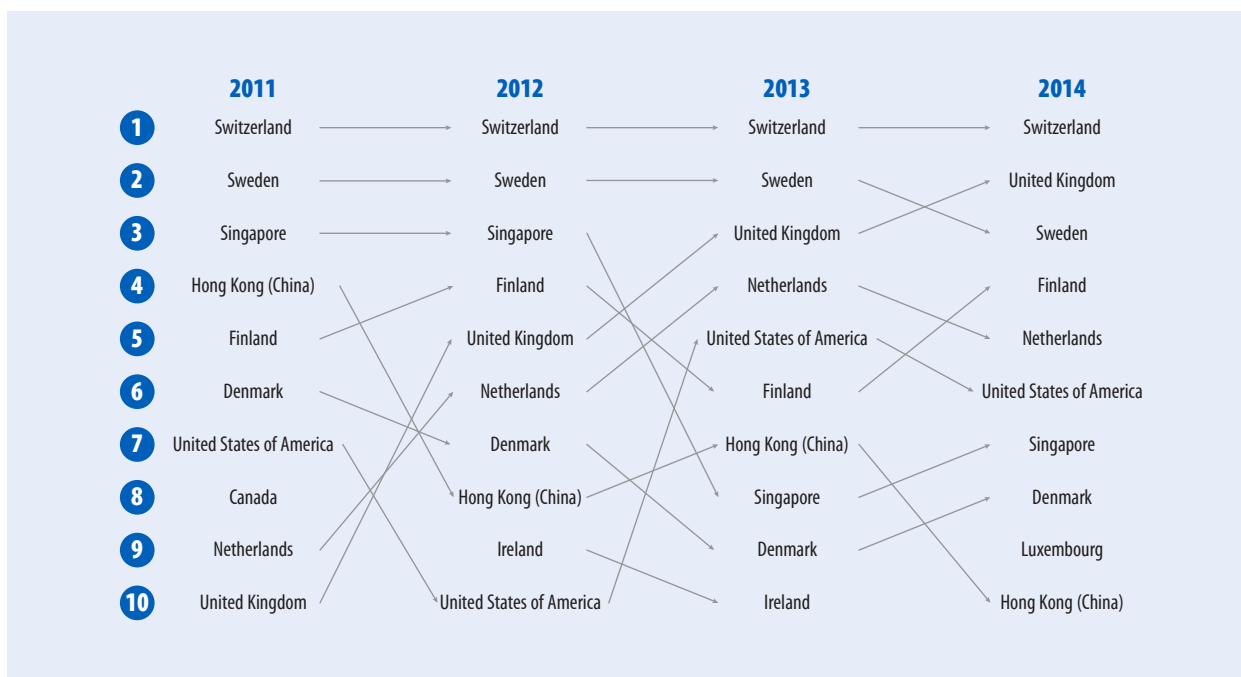 2011 2012 2013 2014
1 Switzerland Switzerland Switzerland Switzerland
2 Sweden Sweden Sweden United Kingdom
3 Singapore Singapore United Kingdom Sweden
4 Hong Kong (China) Finland Netherlands Finland
5 Finland United Kingdom United States of America Netherlands
6 Denmark Netherlands Finland United States of America
7 United States of America Denmark Hong Kong (China) Singapore
8 Canada Hong Kong (China) Singapore Denmark
9 Netherlands Ireland Denmark Luxembourg
10 United Kingdom United States of America Ireland Hong Kong (China)